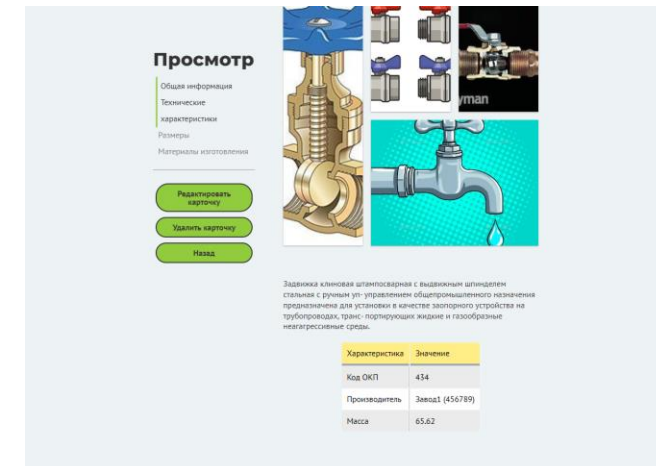 Просмотр
Общая информация
Технические
характеристики
Размеры
Материалы изготовления
Редактировать
карточку
Удалить карточку
Назад
yman
Задвижка клиновая штампосварная с выдвижным шпинделем
стальная с ручным уп- управлением общепромышленного назначения
предназначена для установки в качестве заопорного устройства на
трубопроводах, транс- портирующих жидкие и газообразные
неагагрессивные среды.
Характеристика Значение
Код ОКП 434
Производитель Завод1 (456789)
Масса 65.62